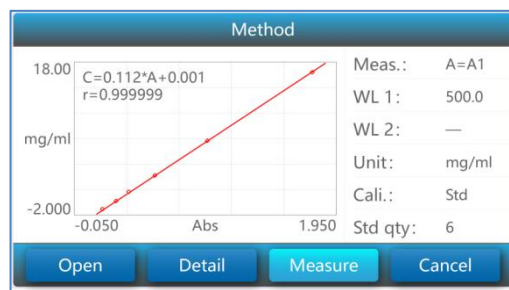 Method
18.00
C=0.112*A+0.001
r=0.999999
mg/ml
-2.000
-0.050 Abs 1.950
Meas.: A=A1
WL 1: 500.0
WL 2: —
Unit: mg/ml
Cali.: Std
Std qty: 6
Open Detail Measure Cancel